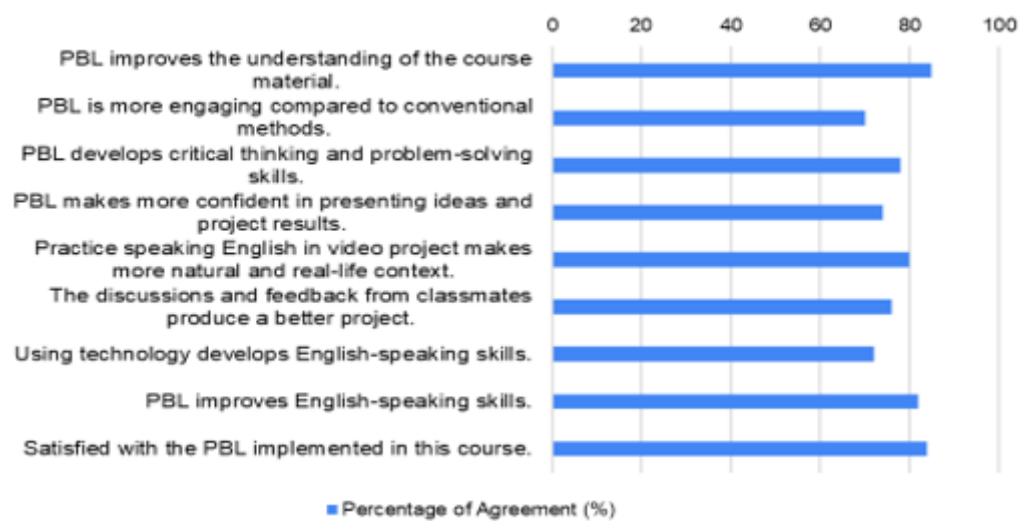 0 20 40 60 80 100
PBL improves the understanding of the course
material.
PBL is more engaging compared to conventional
methods.
PBL develops critical thinking and problem-solving
skills.
PBL makes more confident in presenting ideas and
project results.
Practice speaking English in video project makes
more natural and real-life context.
The discussions and feedback from classmates
produce a better project.
Using technology develops English-speaking skills.
PBL improves English-speaking skills.
Satisfied with the PBL implemented in this course.
Percentage of Agreement (%)